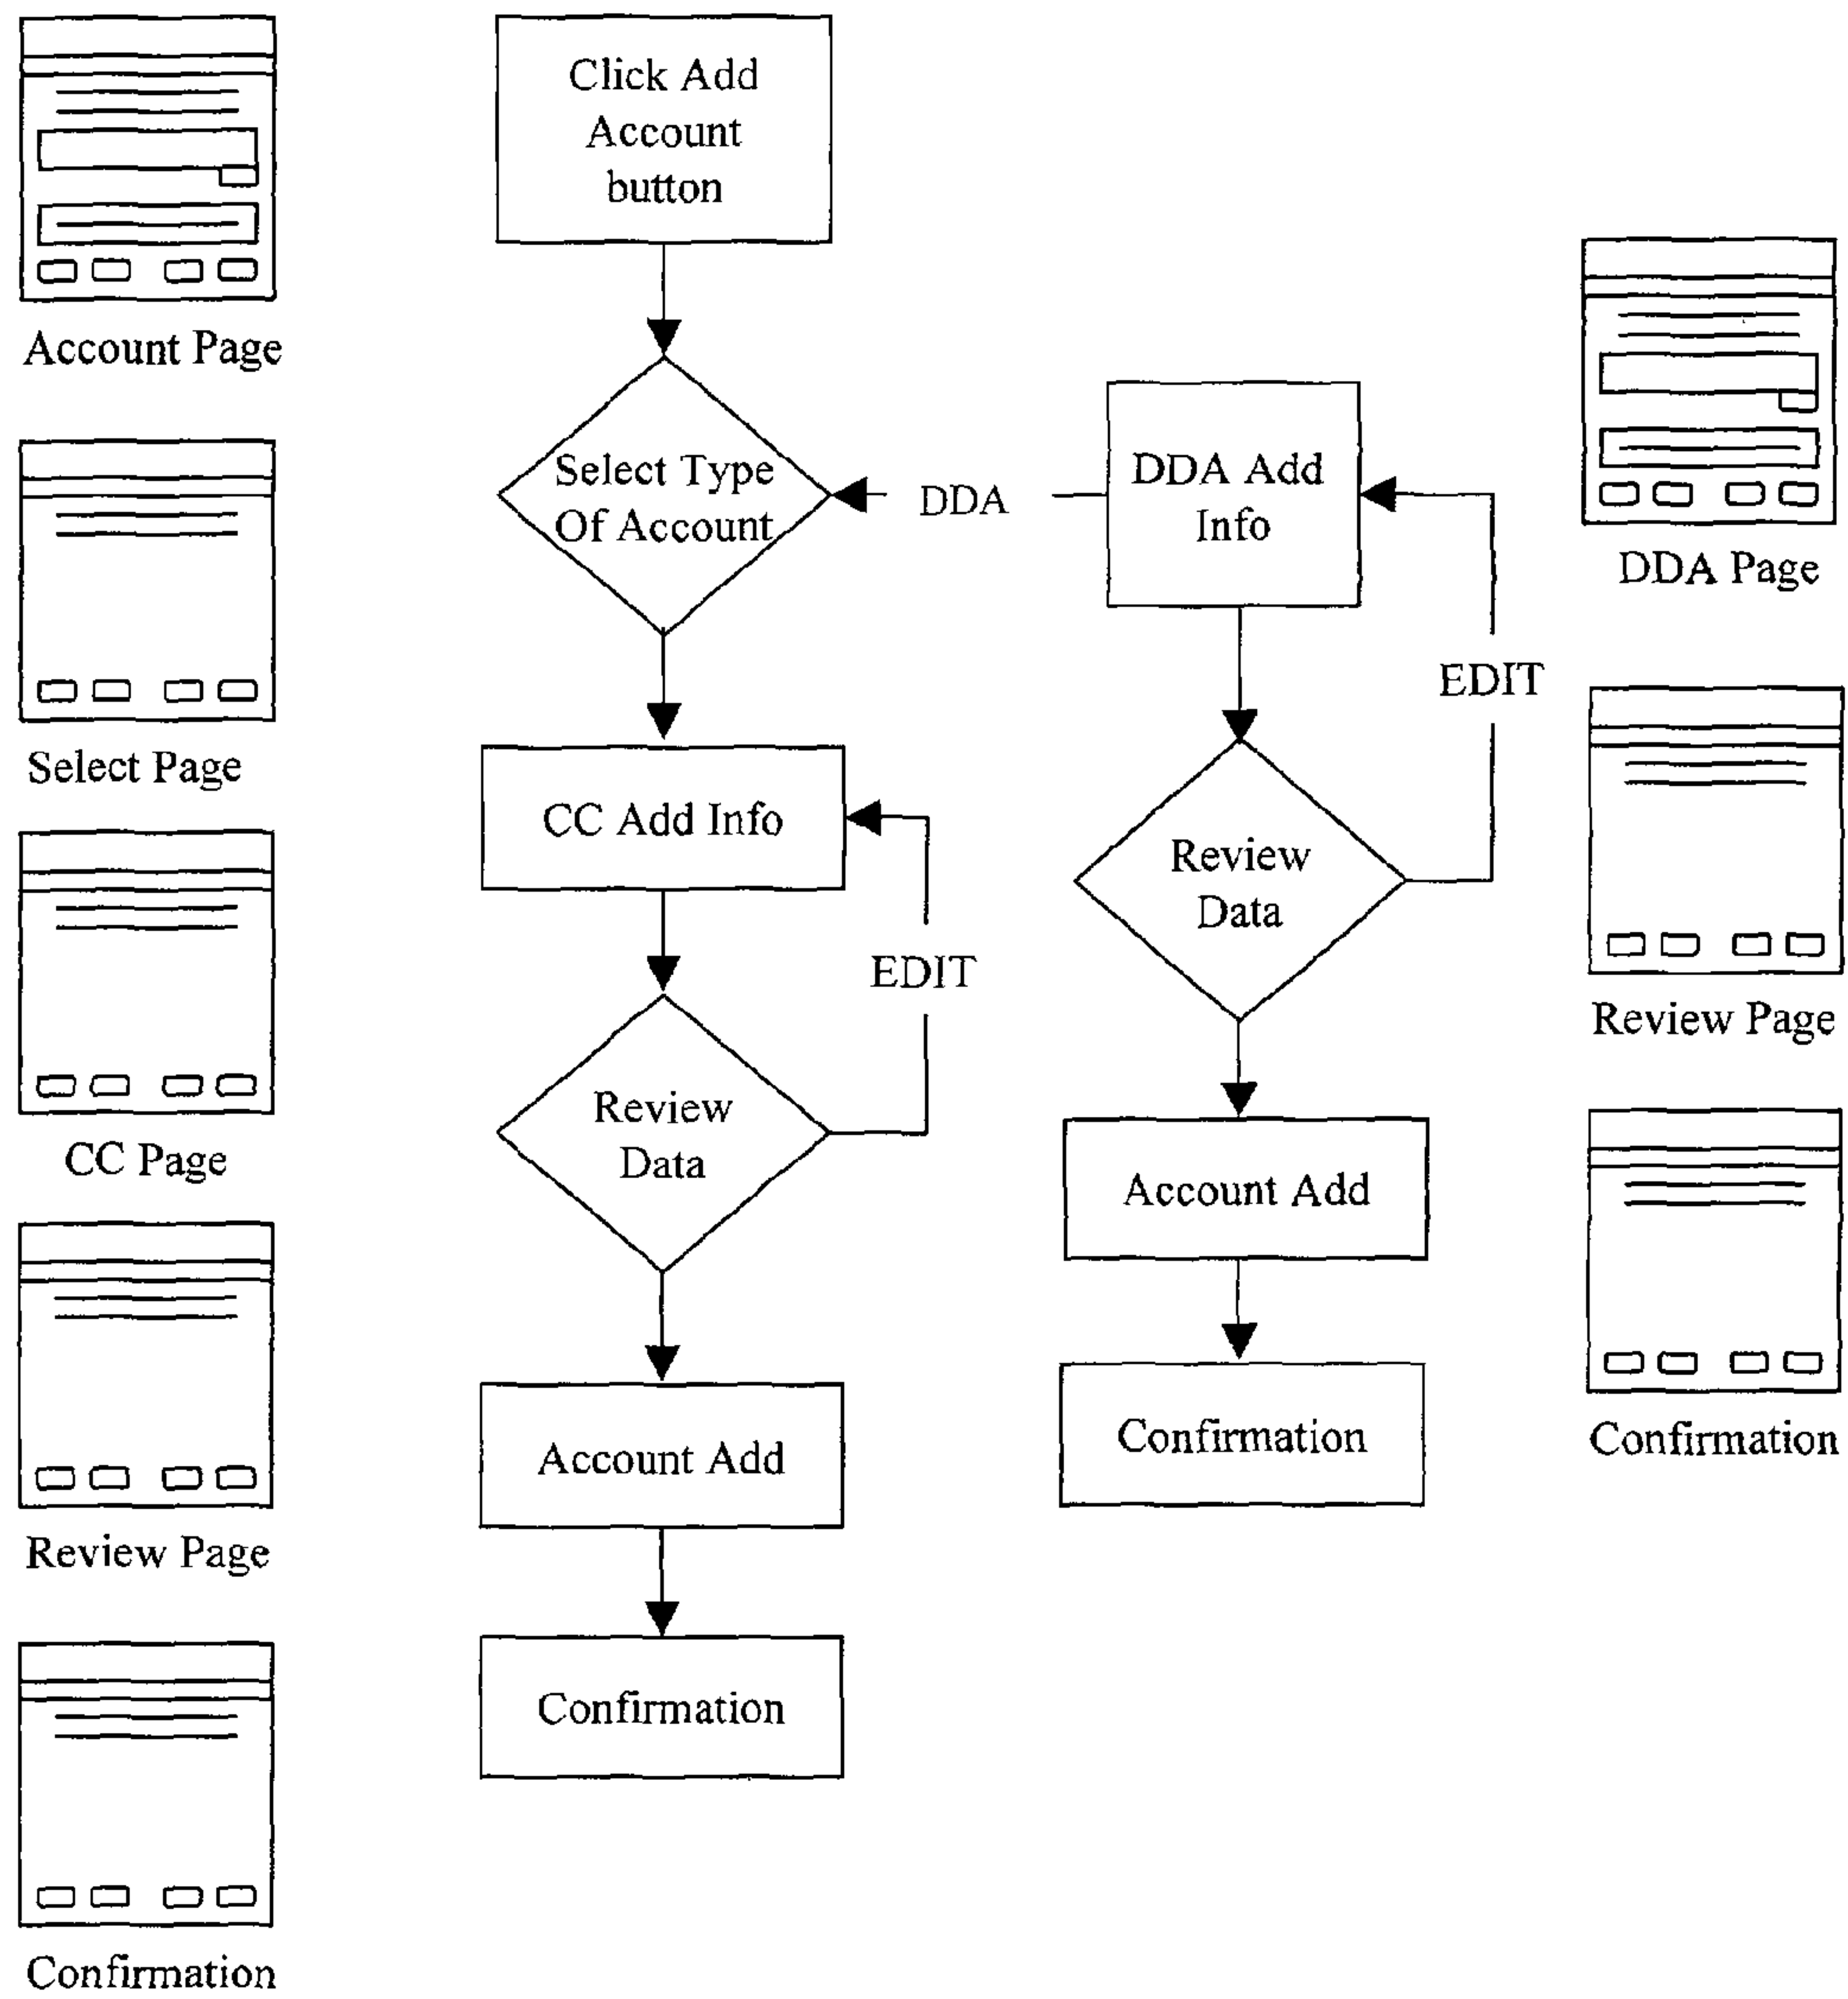 Click Add
Account
button
Account Page
Select Type
Of Account
DDA
DDA Add
Info
DDA Page
EDIT
Select Page
CC Add Info
Review
Data
EDIT
Review Page
CC Page
Review
Data
Account Add
Account Add
Confirmation
Confirmation
Review Page
Confirmation
Confirmation